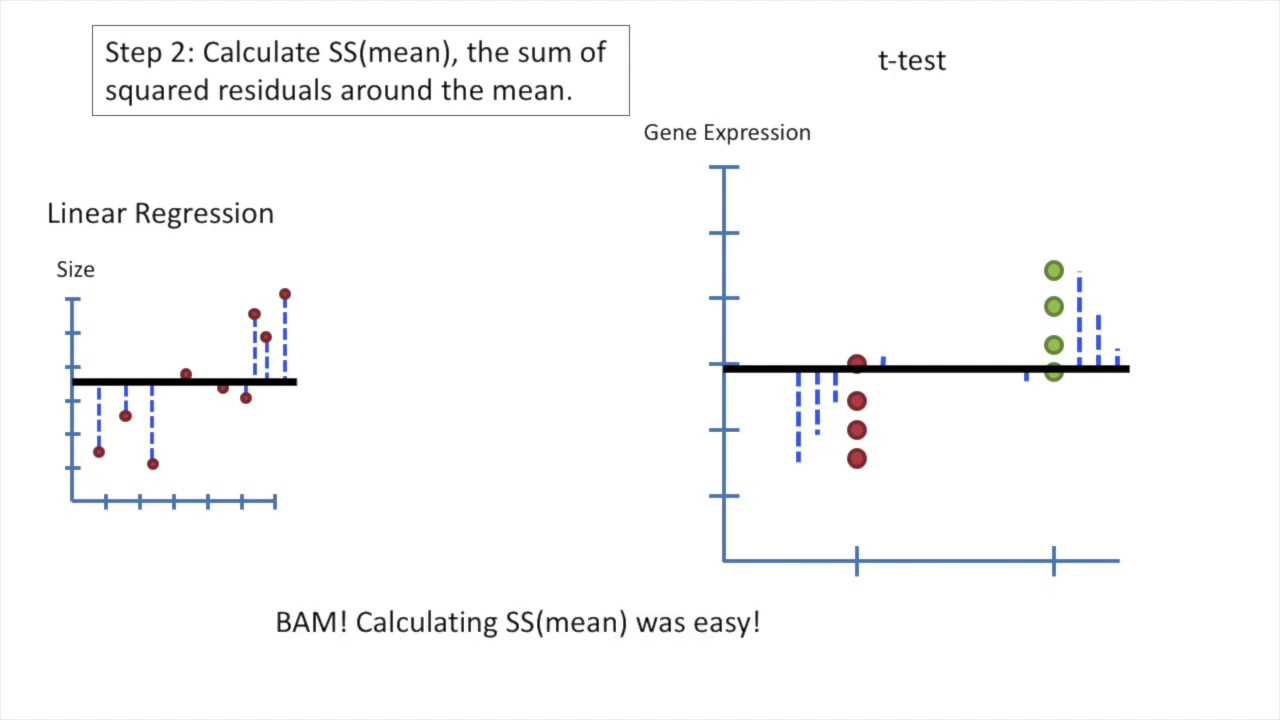 Step 2: Calculate SS(mean), the sum of
squared residuals around the mean.
t-test
Gene Expression
Linear Regression
Size
BAM! Calculating SS(mean) was easy!